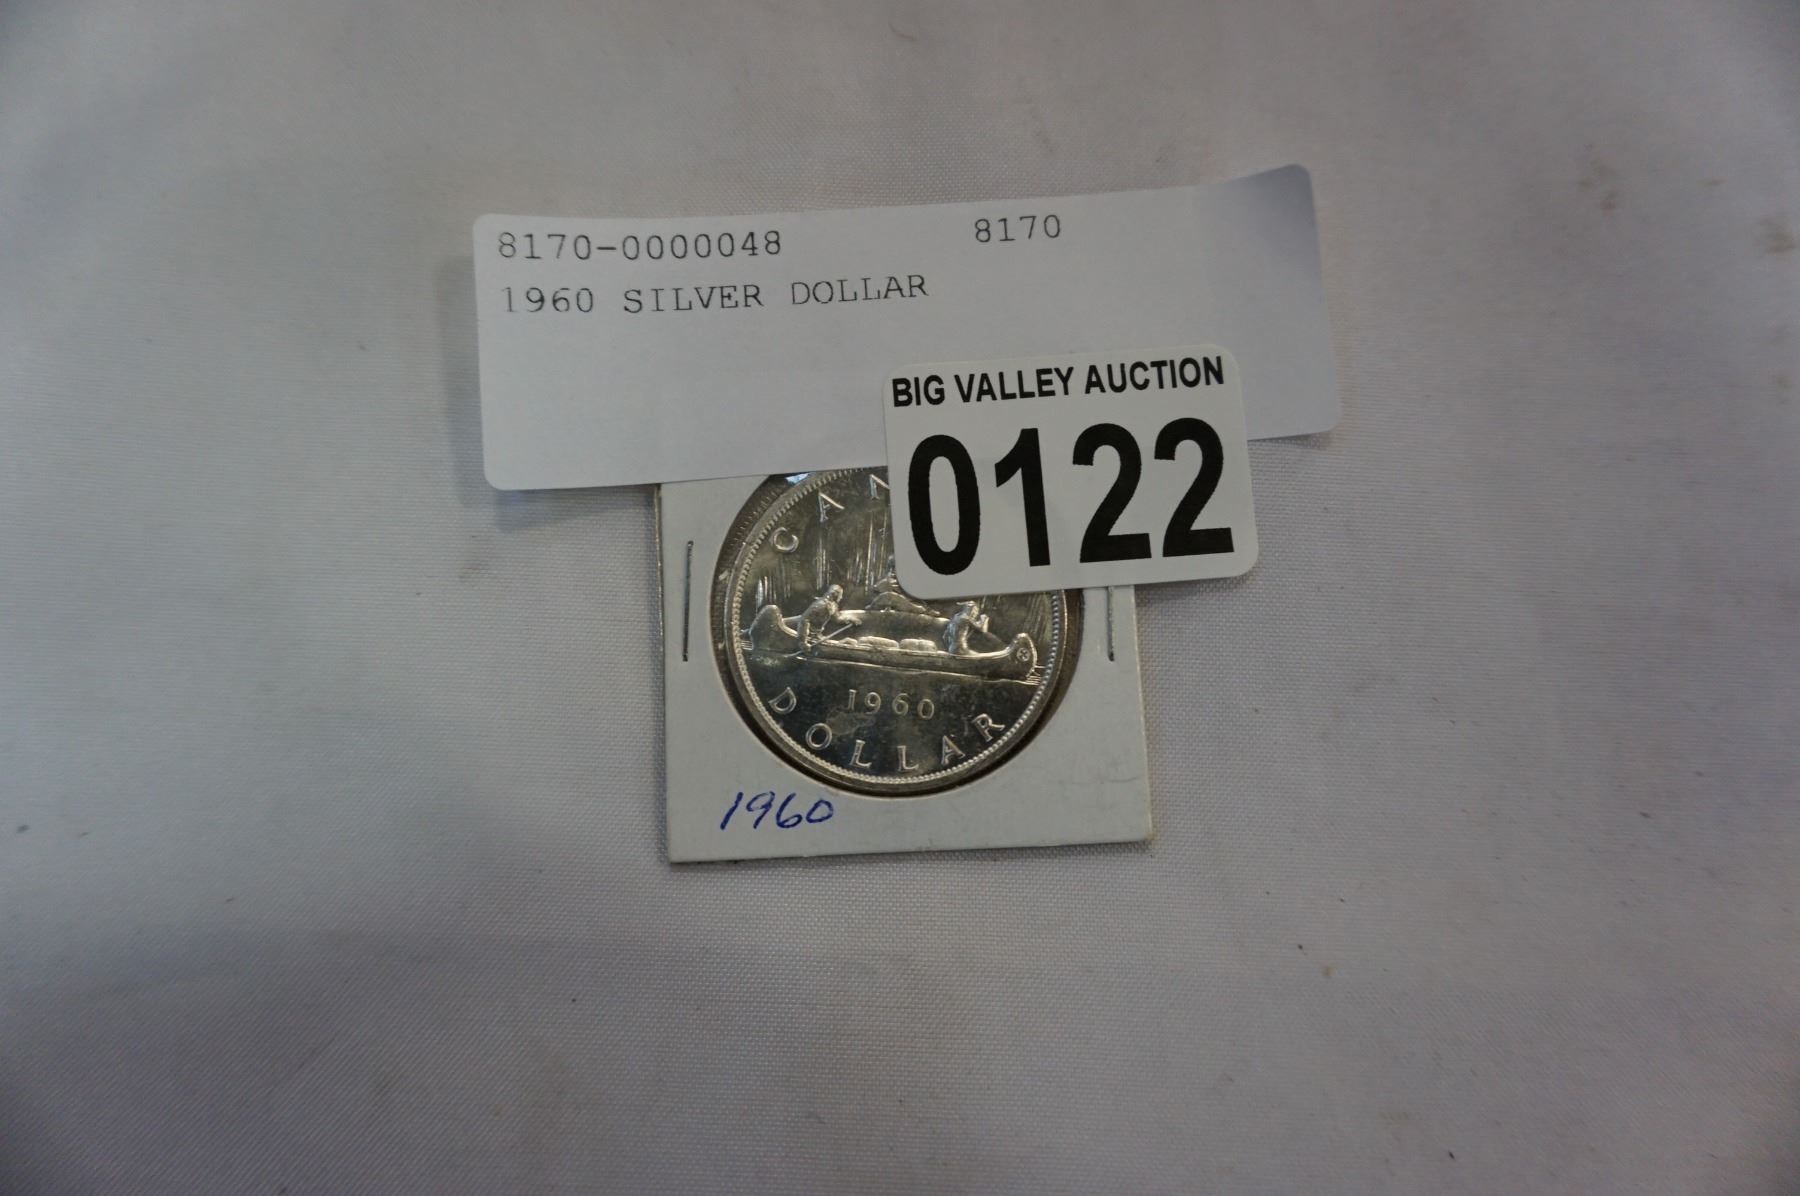 8170-0000048 8170
1960 SILVER DOLLAR
BIG VALLEY AUCTION
0122
CAN
1960
DOLLAR
1960